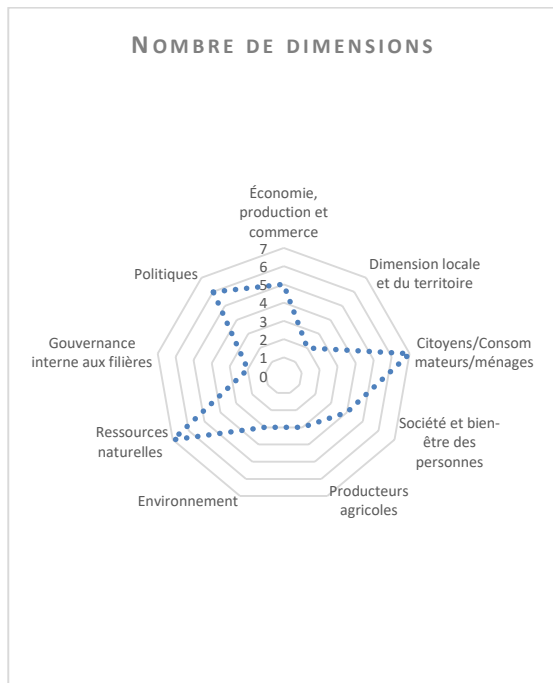 NOMBRE DE DIMENSIONS
Économie,
production et
commerce
7
6
5
4
3
2
1
0
Dimension locale
et du territoire
Citoyens/Consom
mateurs/ménages
Société et bien-
être des
personnes
Producteurs
agricoles
Environnement
Ressources
naturelles
Gouvernance
interne aux filières
Politiques